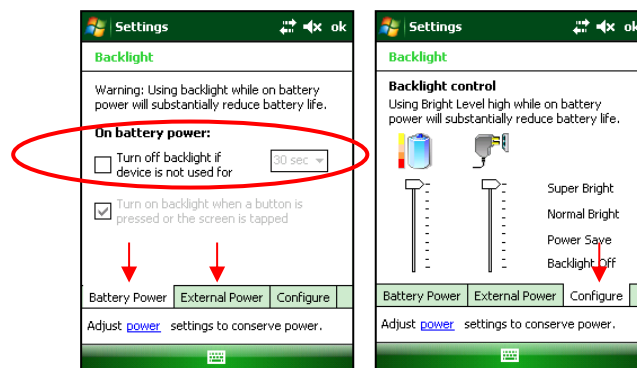 Settings
ok
Backlight
Warning: Using backlight while on battery
power will substantially reduce battery life.
On battery power:
Turn off backlight if
device is not used for
30 sec
Turn on backlight when a button is
pressed or the screen is tapped
Battery Power
External Power
Configure
Adjust power settings to conserve power.
Settings
ok
Backlight
Backlight control
Using Bright Level high while on battery
power will substantially reduce battery life.
Super Bright
Normal Bright
Power Save
Backlight Off
Battery Power
External Power
Configure
Adjust power settings to conserve power.